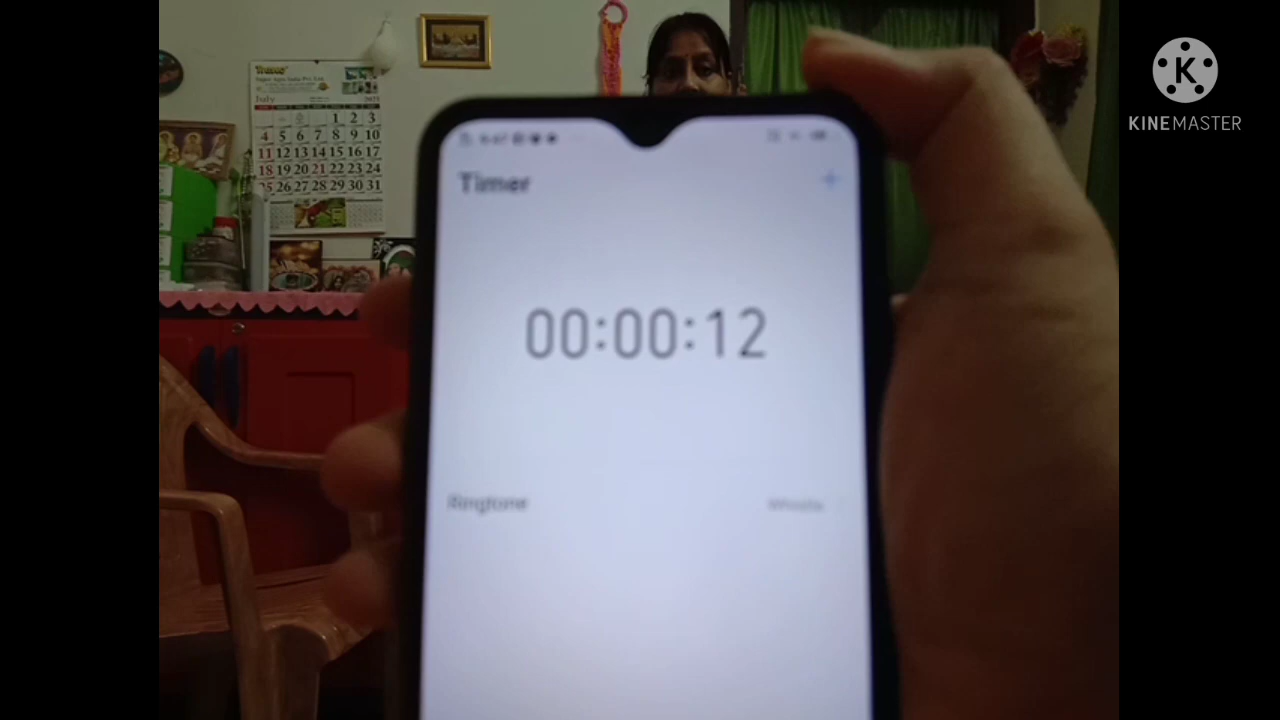 K
KINEMASTER
July
1 2 3
4 5 6 7 8 9 10
11 12 13 14 15 16 17
18 19 20 21 22 23 24
25 26 27 28 29 30 31
Timer +
00:00:12
Ringtone